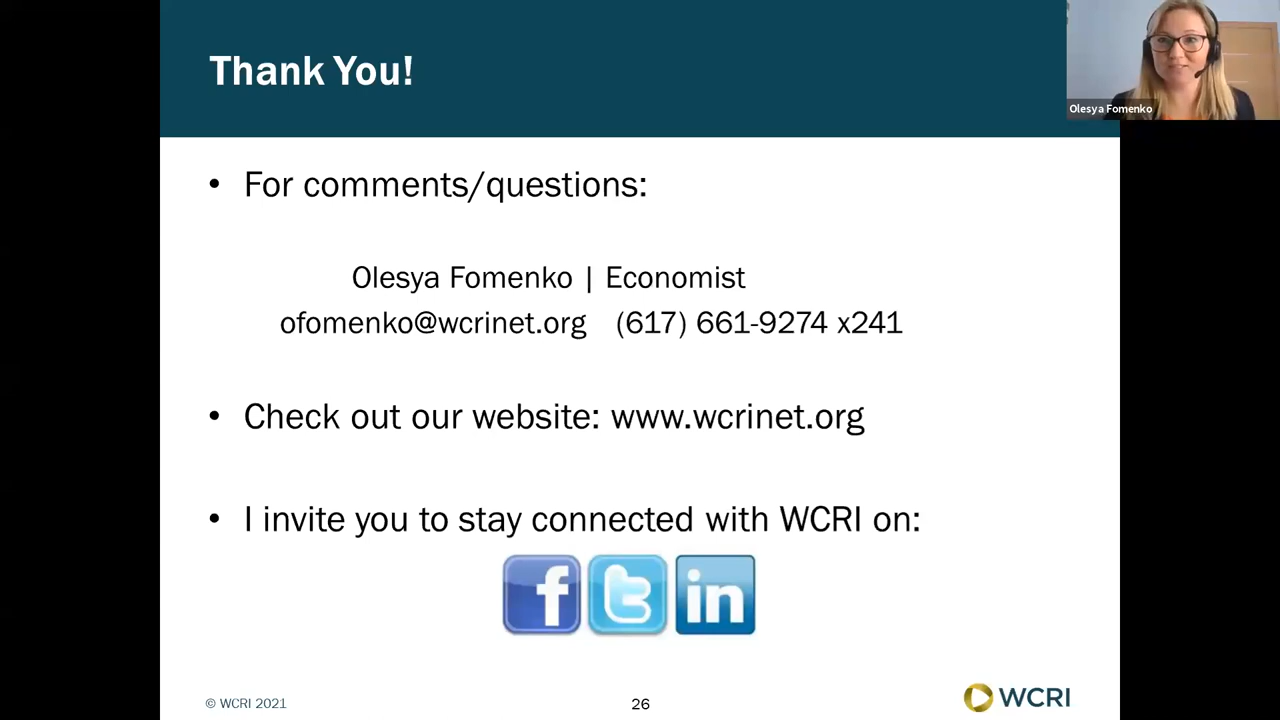 Thank You!
Olesya Fomenko
• For comments/questions:
Olesya Fomenko | Economist
ofomenko@wcrinet.org (617) 661-9274 x241
• Check out our website: www.wcrinet.org
• I invite you to stay connected with WCRI on:
f t in
© WCRI 2021
26
WCRI